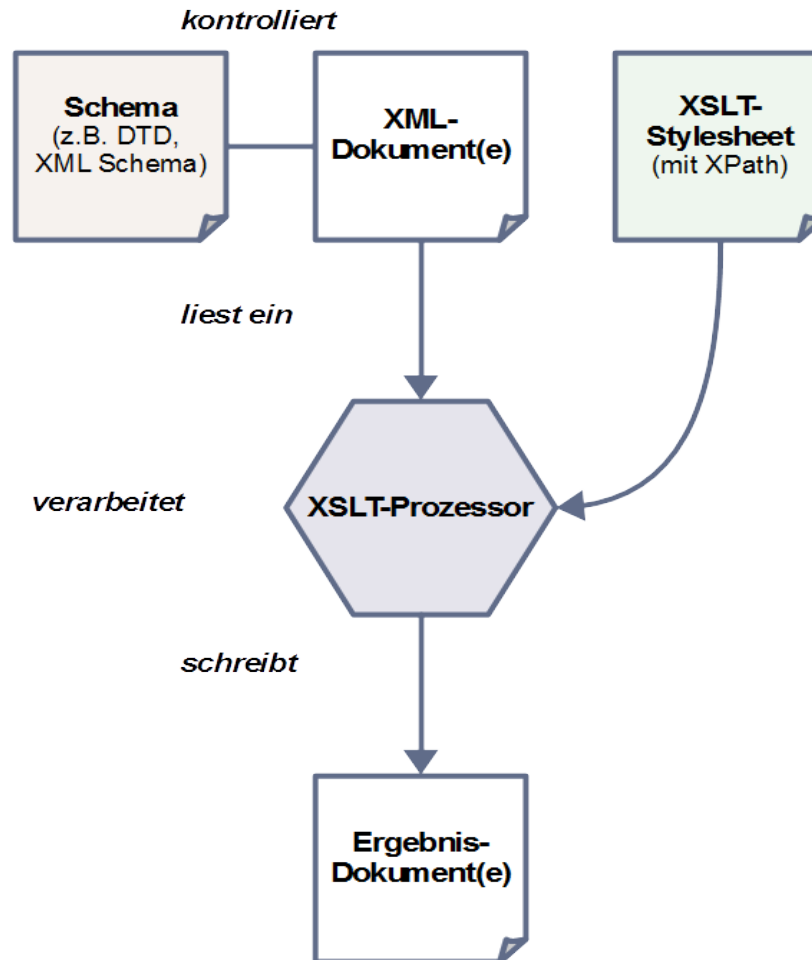 kontrolliert
Schema
(z.B. DTD,
XML Schema)
XML-
Dokument(e)
XSLT-
Stylesheet
(mit XPath)
liest ein
verarbeitet
XSLT-Prozessor
schreibt
Ergebnis-
Dokument(e)